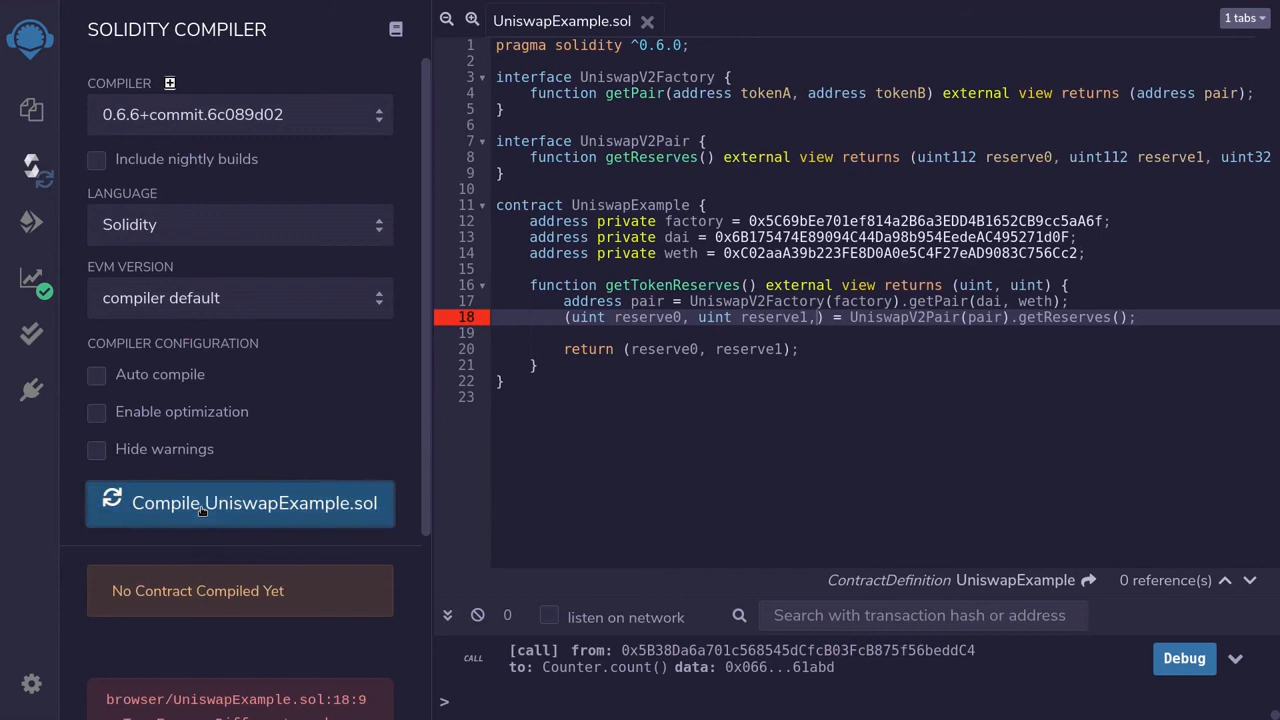 SOLIDITY COMPILER
COMPILER
0.6.6+commit.6c089d02
Include nightly builds
LANGUAGE
Solidity
EVM VERSION
compiler default
COMPILER CONFIGURATION
Auto compile
Enable optimization
Hide warnings
Compile UniswapExample.sol
No Contract Compiled Yet
browser/UniswapExample.sol:18:9
UniswapExample.sol
1 tabs
1 pragma solidity ^0.6.0;
2
3 interface UniswapV2Factory {
4 function getPair(address tokenA, address tokenB) external view returns (address pair);
5 }
6
7 interface UniswapV2Pair {
8 function getReserves() external view returns (uint112 reserve0, uint112 reserve1, uint32
9 }
10
11 contract UniswapExample {
12 address private factory = 0x5C69bEe701ef814a2B6a3EDD4B1652CB9cc5aA6f;
13 address private dai = 0x6B175474E89094C44Da98b954EedeAC495271d0F;
14 address private weth = 0xC02aaA39b223FE8D0A0e5C4F27eAD9083C756Cc2;
15
16 function getTokenReserves() external view returns (uint, uint) {
17 address pair = UniswapV2Factory(factory).getPair(dai, weth);
18 (uint reserve0, uint reserve1,) = UniswapV2Pair(pair).getReserves();
19
20 return (reserve0, reserve1);
21 }
22 }
23
ContractDefinition UniswapExample 0 reference(s)
0 listen on network Search with transaction hash or address
CALL [call] from: 0x5B38Da6a701c568545dCfcB03FcB875f56beddC4
to: Counter.count() data: 0x066...61abd
Debug
>